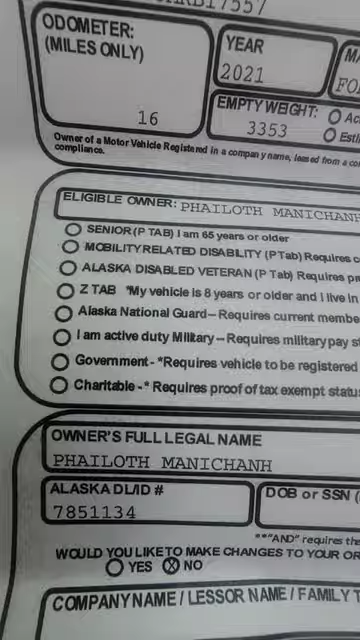 ODOMETER:
(MILES ONLY)
16
YEAR
2021
EMPTY WEIGHT:
3353
Owner of a Motor Vehicle Registered in a company name, leased from a
compliance.
ELIGIBLE OWNER: PHAILOTH MANICHANH
SENIOR (P TAB) I am 65 years or older
MOBILITY RELATED DISABILITY (P Tab) Requires
ALASKA DISABLED VETERAN (P Tab) Requires
Z TAB *My vehicle is 8 years or older and I live in
Alaska National Guard – Requires current
I am active duty Military – Requires military pay
Government - *Requires vehicle to be registered
Charitable - * Requires proof of tax exempt
OWNER'S FULL LEGAL NAME
PHAILOTH MANICHANH
ALASKA DL/ID #
7851134
DOB or SSN
**"AND" requires
WOULD YOU LIKE TO MAKE CHANGES TO YOUR
YES NO
COMPANY NAME / LESSOR NAME / FAMILY